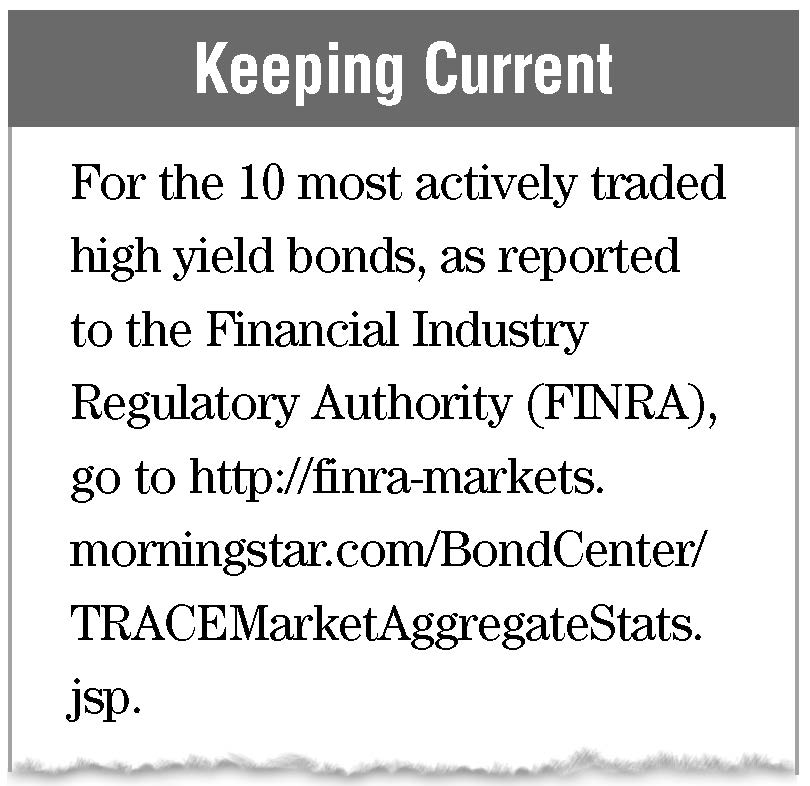 Keeping Current
For the 10 most actively traded
high yield bonds, as reported
to the Financial Industry
Regulatory Authority (FINRA),
go to http://finra-markets.
morningstar.com/BondCenter/
TRACEMarketAggregateStats.
jsp.